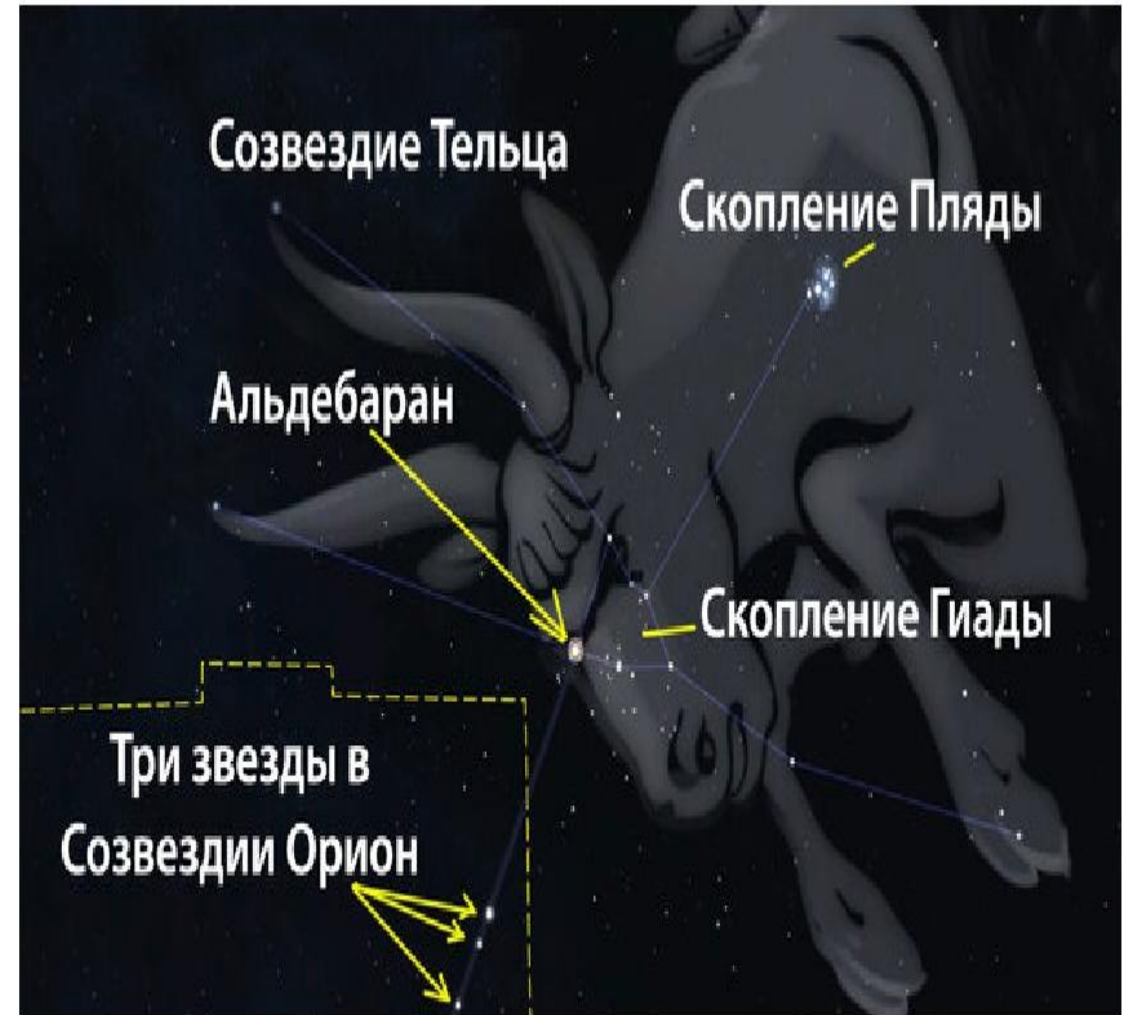 Созвездие Тельца
Скопление Пляды
Альдебаран
Скопление Гиады
Три звезды в
Созвездии Орион